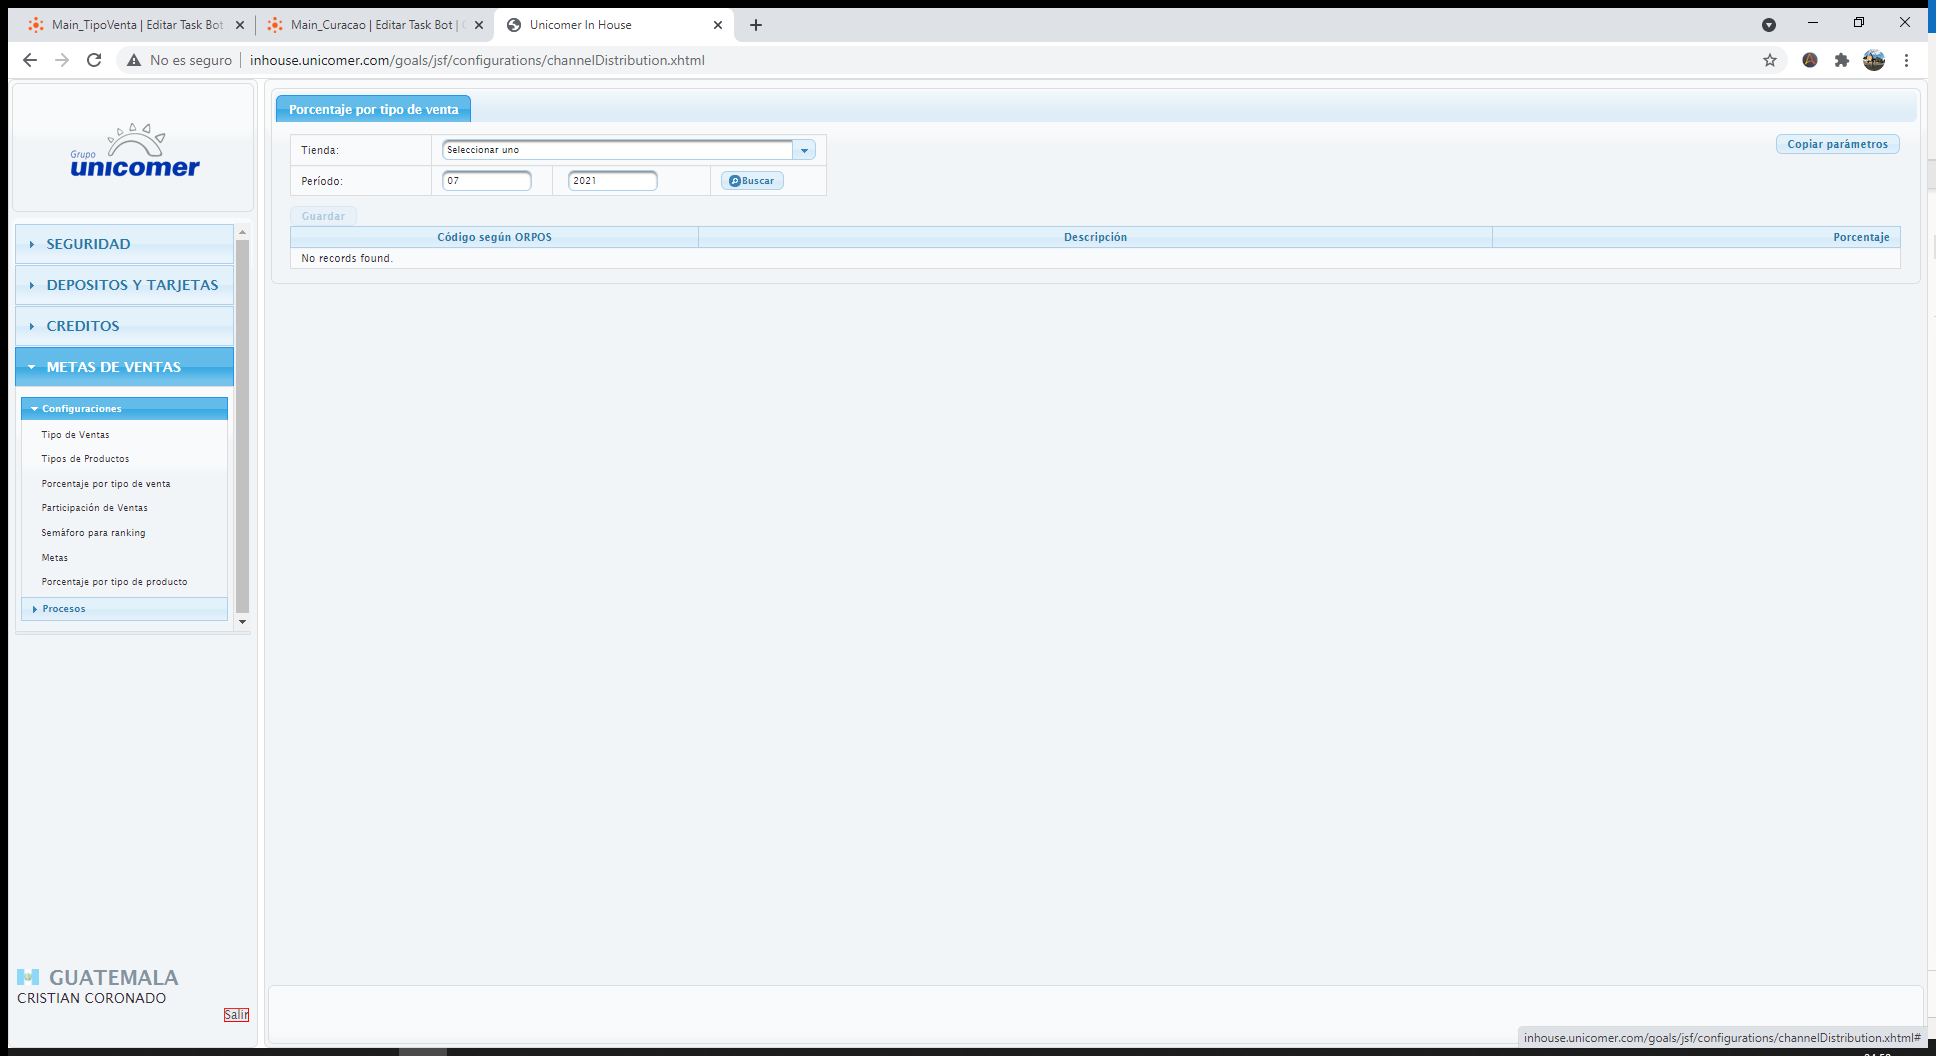 Main_TipoVenta | Editar Task Bot
Main_Curacao | Editar Task Bot |
Unicomer In House
No es seguro
inhouse.unicomer.com/goals/jsf/configurations/channelDistribution.xhtml
Grupo
unicomer
Porcentaje por tipo de venta
Tienda:
Seleccionar uno
Copiar parámetros
Período:
07
2021
Buscar
Guardar
Código según ORPOS
Descripción
Porcentaje
No records found.
SEGURIDAD
DEPOSITOS Y TARJETAS
CREDITOS
METAS DE VENTAS
Configuraciones
Tipo de Ventas
Tipos de Productos
Porcentaje por tipo de venta
Participación de Ventas
Semáforo para ranking
Metas
Porcentaje por tipo de producto
Procesos
GUATEMALA
CRISTIAN CORONADO
Salir
inhouse.unicomer.com/goals/jsf/configurations/channelDistribution.xhtml#